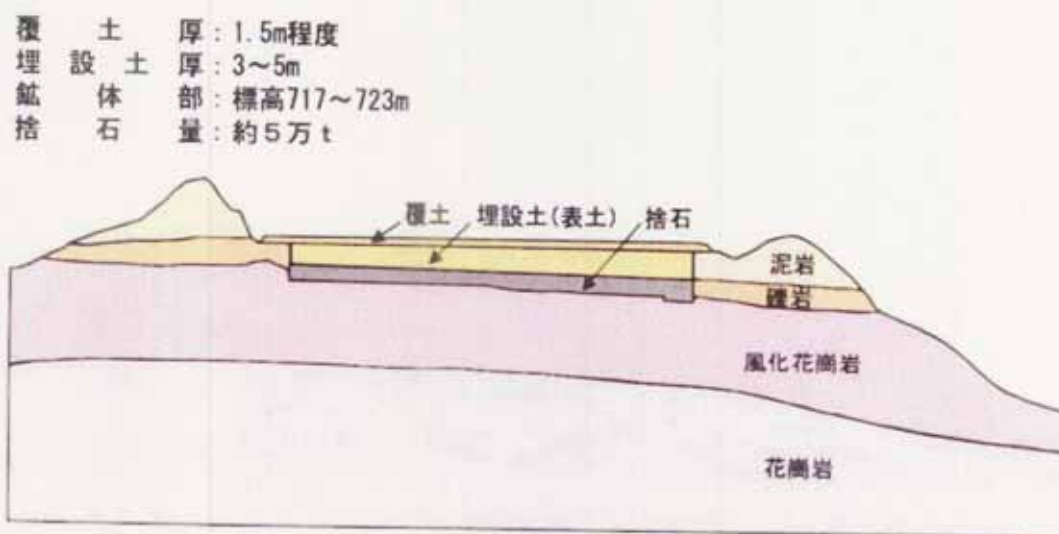 覆土厚：1.5m程度
埋設土厚：3～5m
鉱体部：標高717～723m
捨石量：約5万t
覆土 埋設土(表土) 捨石
泥岩
礫岩
風化花崗岩
花崗岩